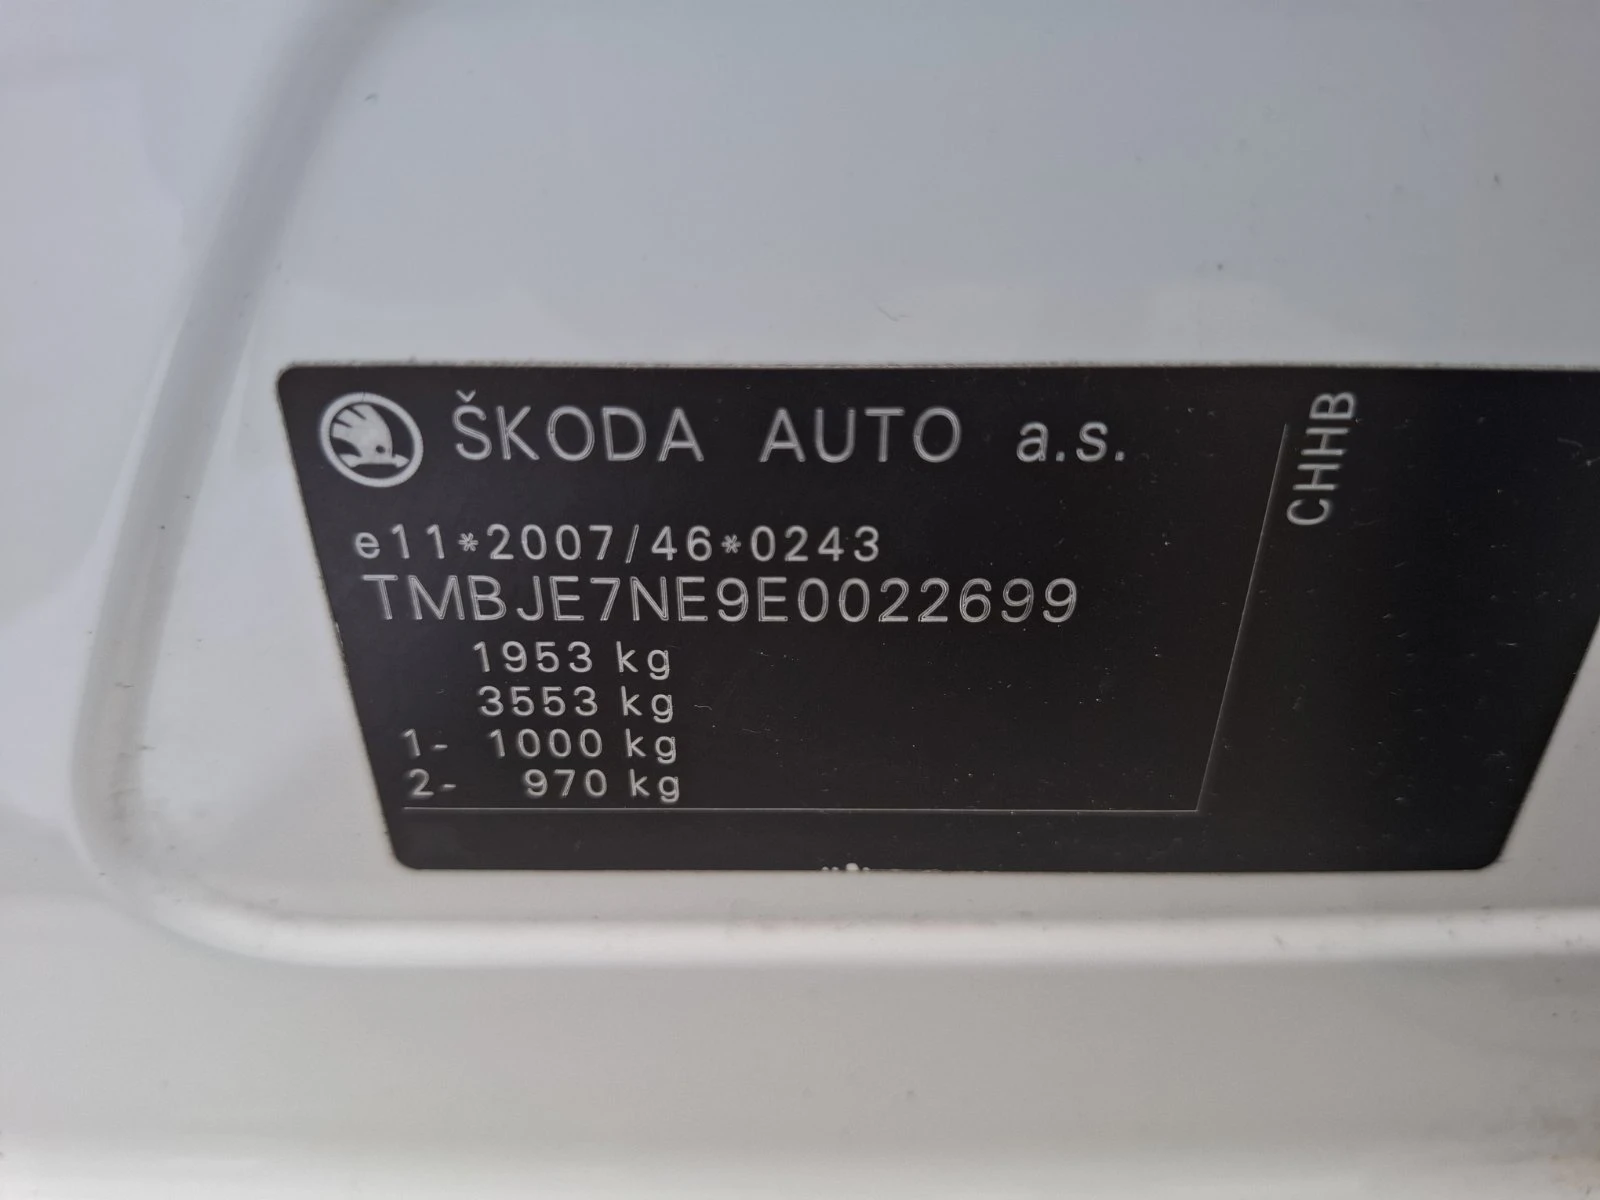 ŠKODA AUTO a.s.
e11*2007/46*0243
TMBJE7NE9E0022699
1953 kg
3553 kg
1- 1000 kg
2- 970 kg
CHHB